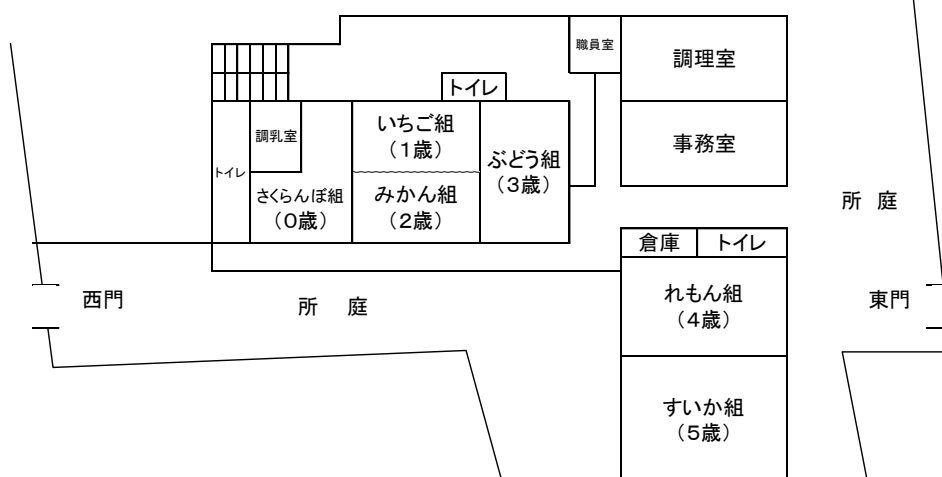 職員室
調理室
トイレ
調乳室
いちご組
(1歳)
ぶどう組
(3歳)
事務室
トイレ
さくらんぼ組
(0歳)
みかん組
(2歳)
所 庭
倉庫
トイレ
西門
所 庭
れもん組
(4歳)
東門
すいか組
(5歳)